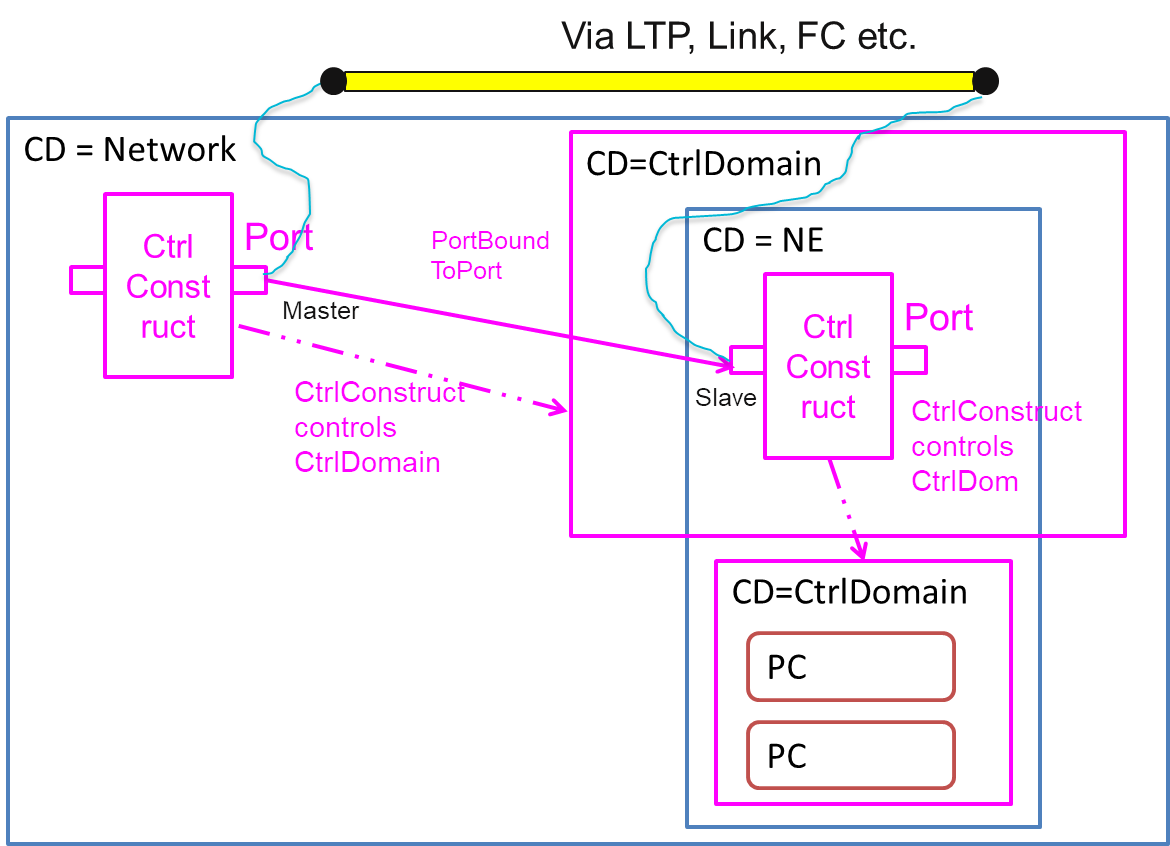 Via LTP, Link, FC etc.
CD = Network
CD=CtrlDomain
Ctrl
Const
ruct
Port
PortBound
ToPort
Master
CD = NE
Ctrl
Const
ruct
Port
Slave
CtrlConstruct
controls
CtrlDomain
CtrlConstruct
controls
CtrlDom
CD=CtrlDomain
PC
PC